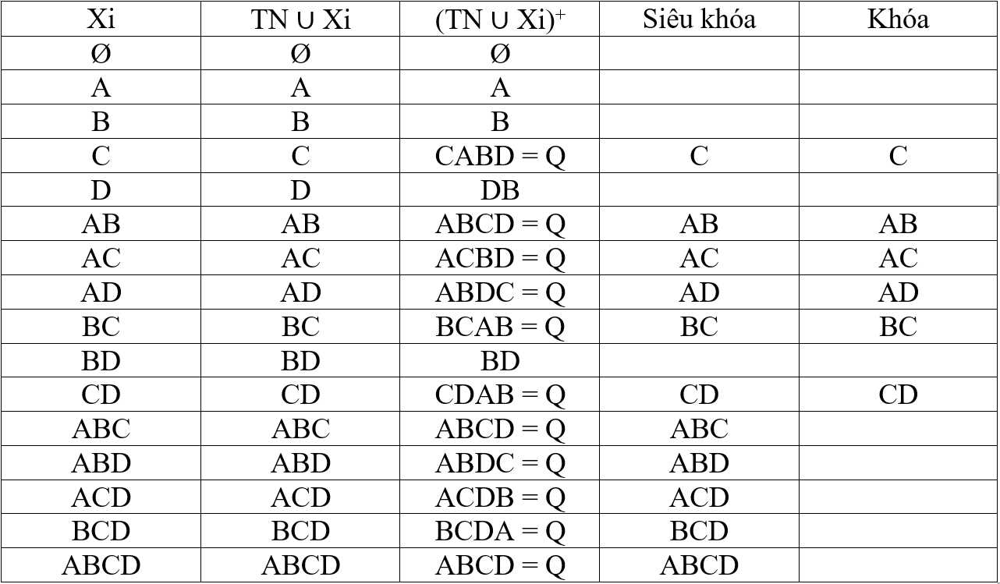 Xi TN ∪ Xi (TN ∪ Xi)⁺ Siêu khóa Khóa
Ø Ø Ø
A A A
B B B
C C CABD = Q C C
D D DB
AB AB ABCD = Q AB AB
AC AC ACBD = Q AC AC
AD AD ABDC = Q AD AD
BC BC BCAB = Q BC BC
BD BD BD
CD CD CDAB = Q CD CD
ABC ABC ABCD = Q ABC
ABD ABD ABDC = Q ABD
ACD ACD ACDB = Q ACD
BCD BCD BCDA = Q BCD
ABCD ABCD ABCD = Q ABCD